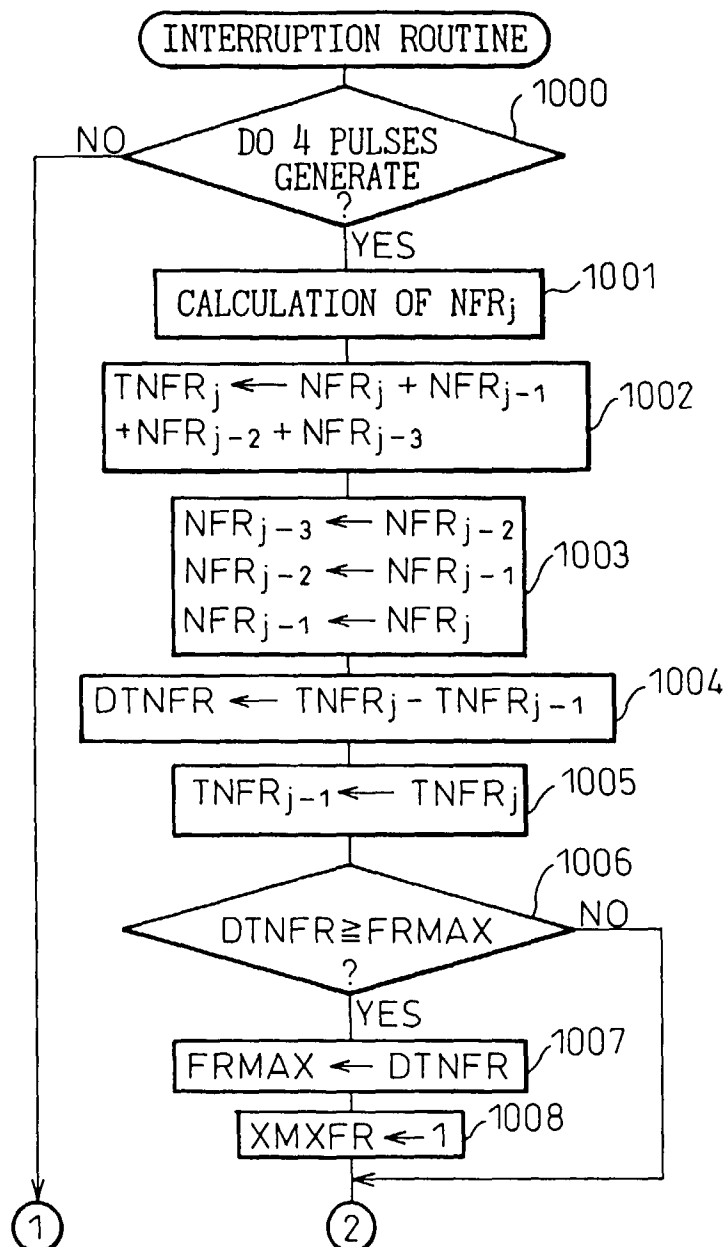 INTERRUPTION ROUTINE
1000
NO
DO 4 PULSES
GENERATE
?
YES
CALCULATION OF NFRj
1001
TNFRj ← NFRj + NFRj-1
+NFRj-2 + NFRj-3
1002
NFRj-3 ← NFRj-2
NFRj-2 ← NFRj-1
NFRj-1 ← NFRj
1003
DTNFR ← TNFRj - TNFRj-1
1004
TNFRj-1 ← TNFRj
1005
1006
DTNFR≧FRMAX
?
NO
YES
FRMAX ← DTNFR
1007
XMXFR ← 1
1008
1
2